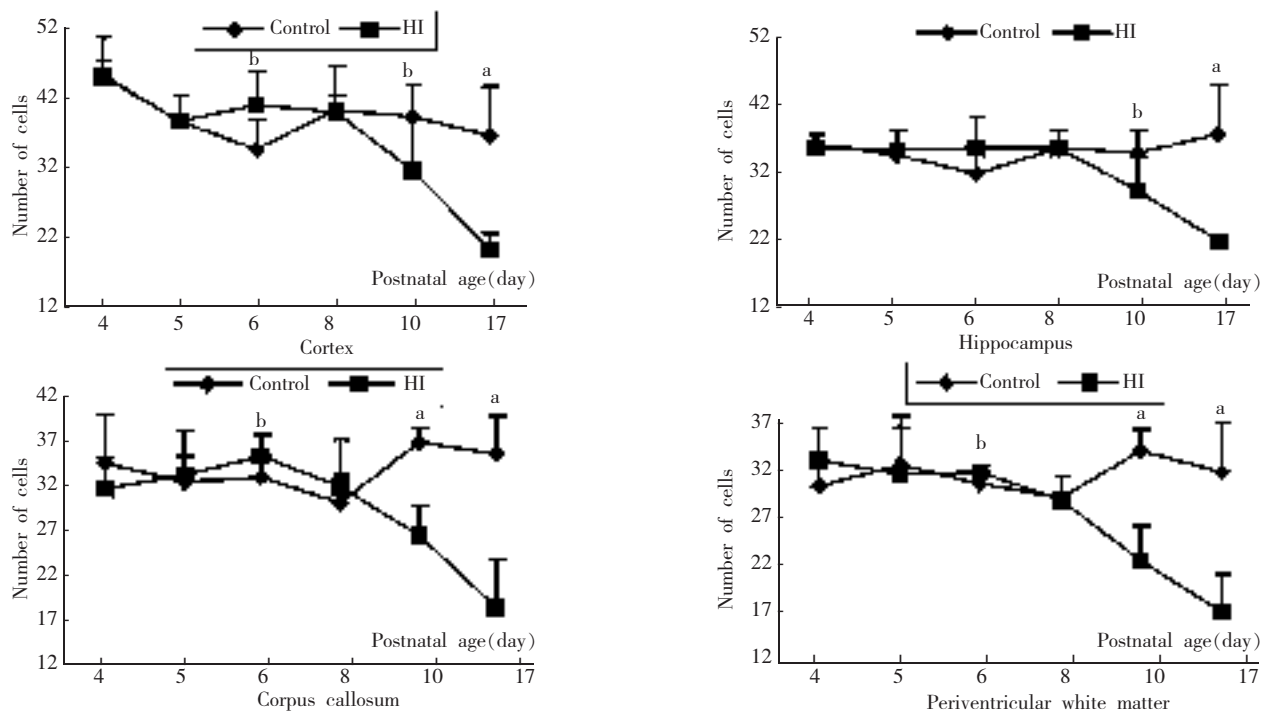 Control HI
Number of cells
52
42
32
22
12
b
b
a
Postnatal age(day)
4 5 6 8 10 17
Cortex
Control HI
Number of cells
52
42
32
22
12
b
a
Postnatal age(day)
4 5 6 8 10 17
Hippocampus
Control HI
Number of cells
42
37
32
27
22
17
12
b
a
a
Postnatal age(day)
4 5 6 8 10 17
Corpus callosum
Control HI
Number of cells
37
32
27
22
17
12
b
a
a
Postnatal age(day)
4 5 6 8 10 17
Periventricular white matter